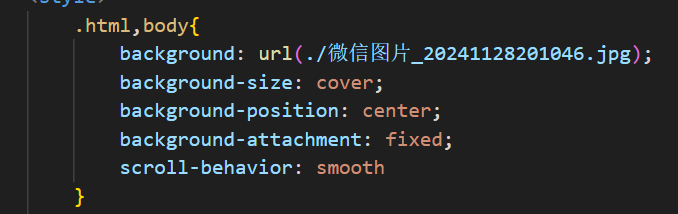 <style>
.html,body{
background: url(./微信图片_20241128201046.jpg);
background-size: cover;
background-position: center;
background-attachment: fixed;
scroll-behavior: smooth
}